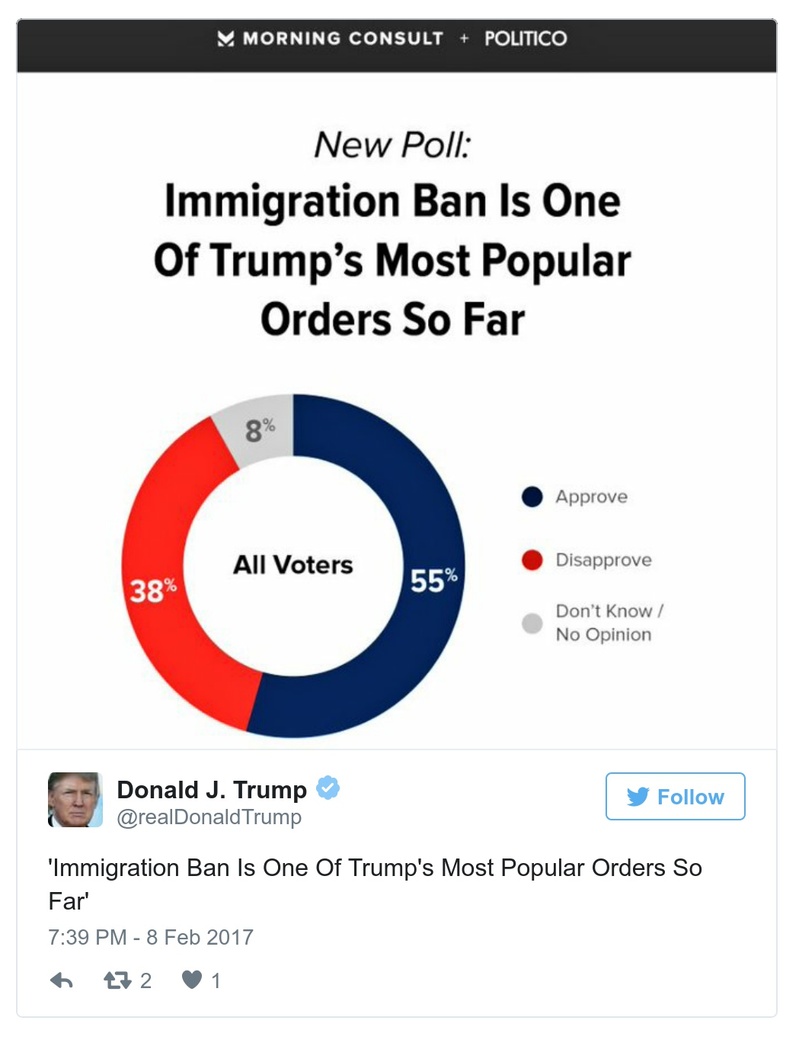 MORNING CONSULT + POLITICO
New Poll:
Immigration Ban Is One
Of Trump's Most Popular
Orders So Far
8%
Approve
All Voters
Disapprove
38%
55%
Don't Know /
No Opinion
Donald J. Trump
@realDonaldTrump
Follow
'Immigration Ban Is One Of Trump's Most Popular Orders So
Far'
7:39 PM - 8 Feb 2017
2
1